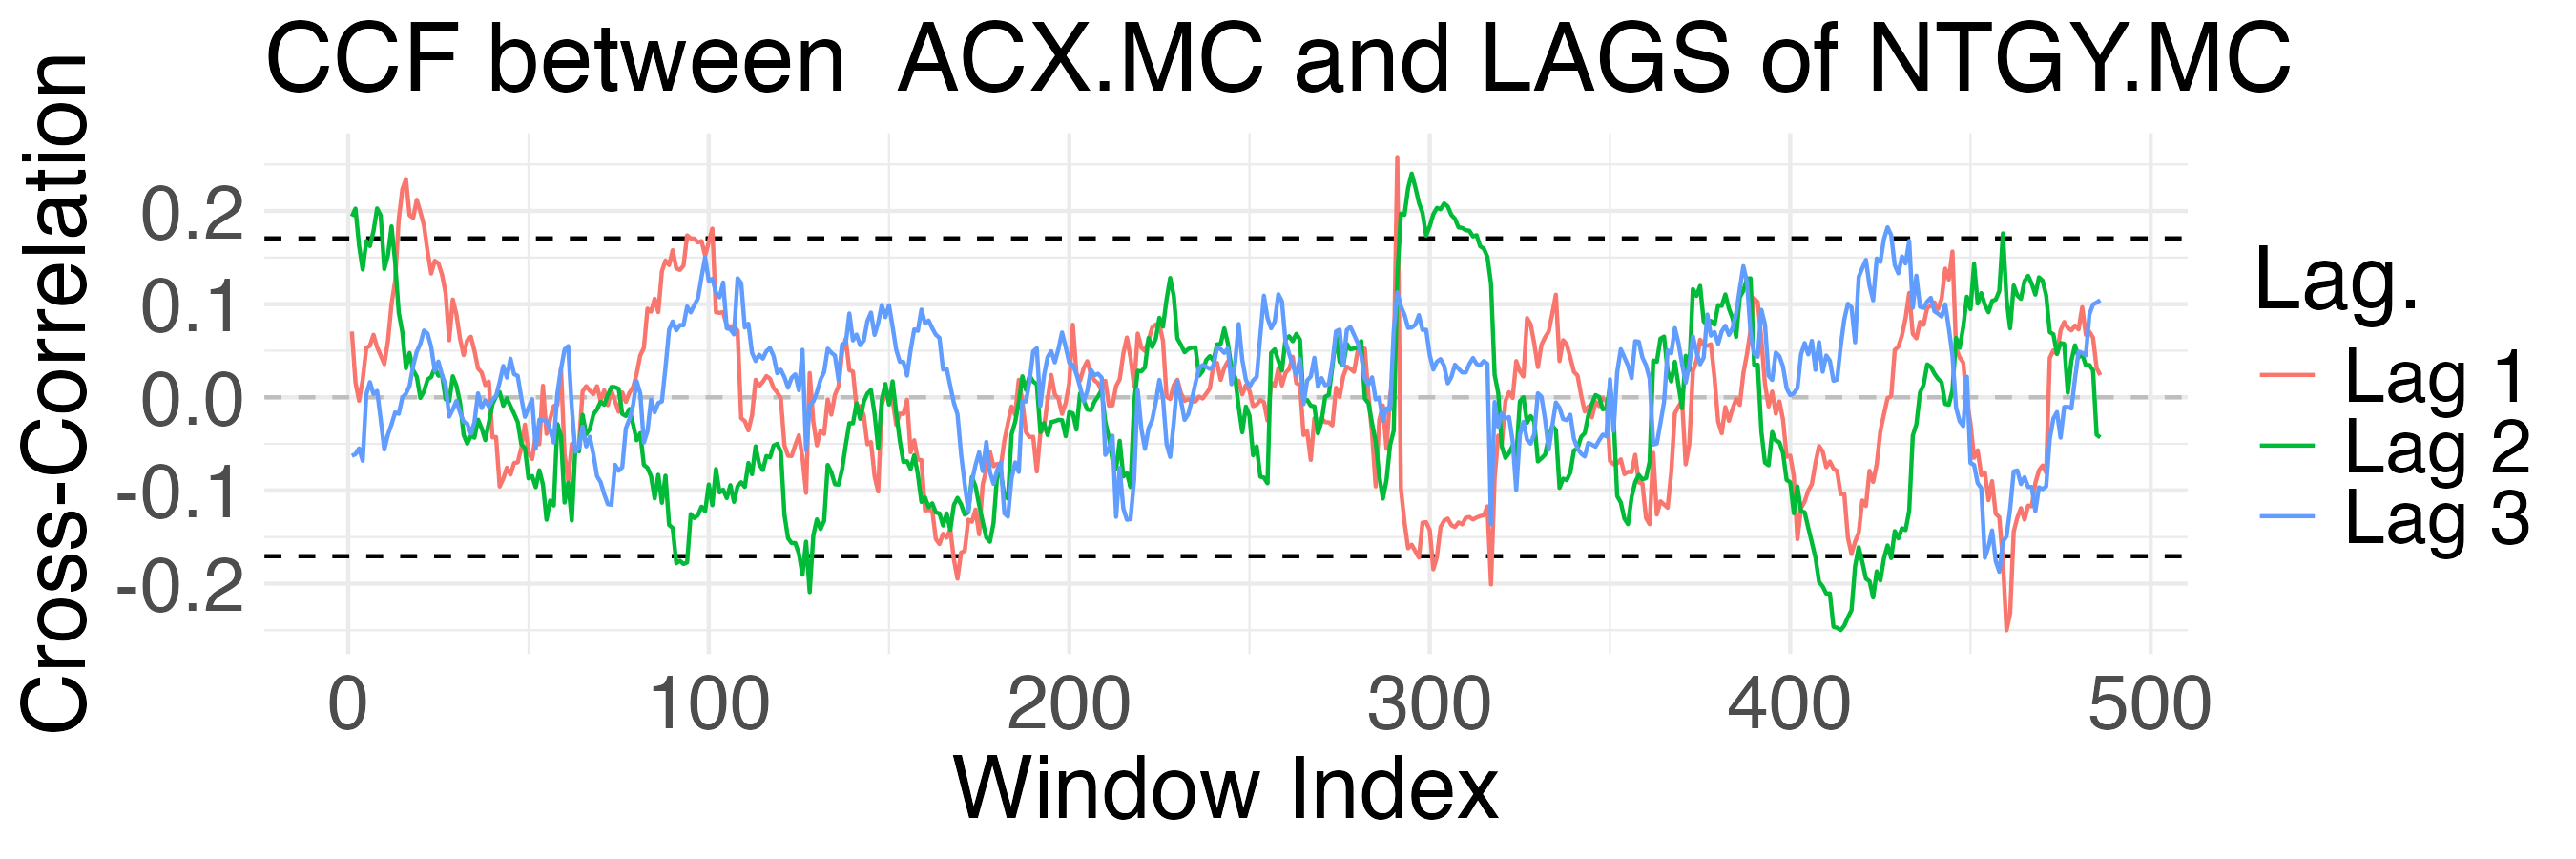 CCF between  ACX.MC and LAGS of NTGY.MC
Cross-Correlation
0.2
0.1
0.0
-0.1
-0.2
0 100 200 300 400 500
Window Index
Lag.
Lag 1
Lag 2
Lag 3